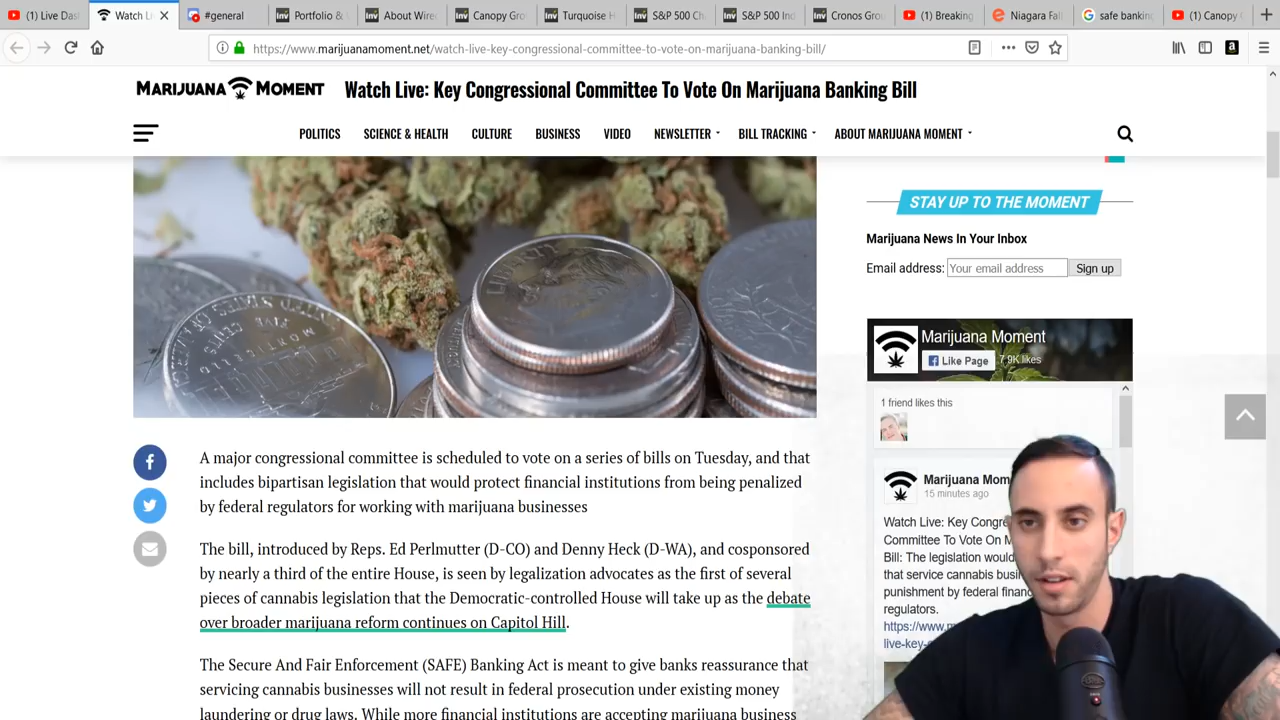 (1) Live Das
Watch Li
#general
Portfolio &
About Wire
Canopy Gro
Turquoise H
S&P 500 Ch
S&P 500 Ind
Cronos Gro
(1) Breaking
Niagara Fal
safe bankin
(1) Canopy
https://www.marijuanamoment.net/watch-live-key-congressional-committee-to-vote-on-marijuana-banking-bill/
MARIJUANA MOMENT
Watch Live: Key Congressional Committee To Vote On Marijuana Banking Bill
POLITICS SCIENCE & HEALTH CULTURE BUSINESS VIDEO NEWSLETTER BILL TRACKING ABOUT MARIJUANA MOMENT
LIBERTY
STAY UP TO THE MOMENT
Marijuana News In Your Inbox
Email address: Your email address Sign up
Marijuana Moment
Like Page 7.9K likes
1 friend likes this
A major congressional committee is scheduled to vote on a series of bills on Tuesday, and that
includes bipartisan legislation that would protect financial institutions from being penalized
by federal regulators for working with marijuana businesses
The bill, introduced by Reps. Ed Perlmutter (D-CO) and Denny Heck (D-WA), and cosponsored
by nearly a third of the entire House, is seen by legalization advocates as the first of several
pieces of cannabis legislation that the Democratic-controlled House will take up as the debate
over broader marijuana reform continues on Capitol Hill.
The Secure And Fair Enforcement (SAFE) Banking Act is meant to give banks reassurance that
servicing cannabis businesses will not result in federal prosecution under existing money
laundering or drug laws. While more financial institutions are accepting marijuana business
Marijuana Mom
15 minutes ago
Watch Live: Key Congre
Committee To Vote On M
Bill: The legislation would
that service cannabis busi
punishment by federal finan
regulators.
https://www.m
live-key-c